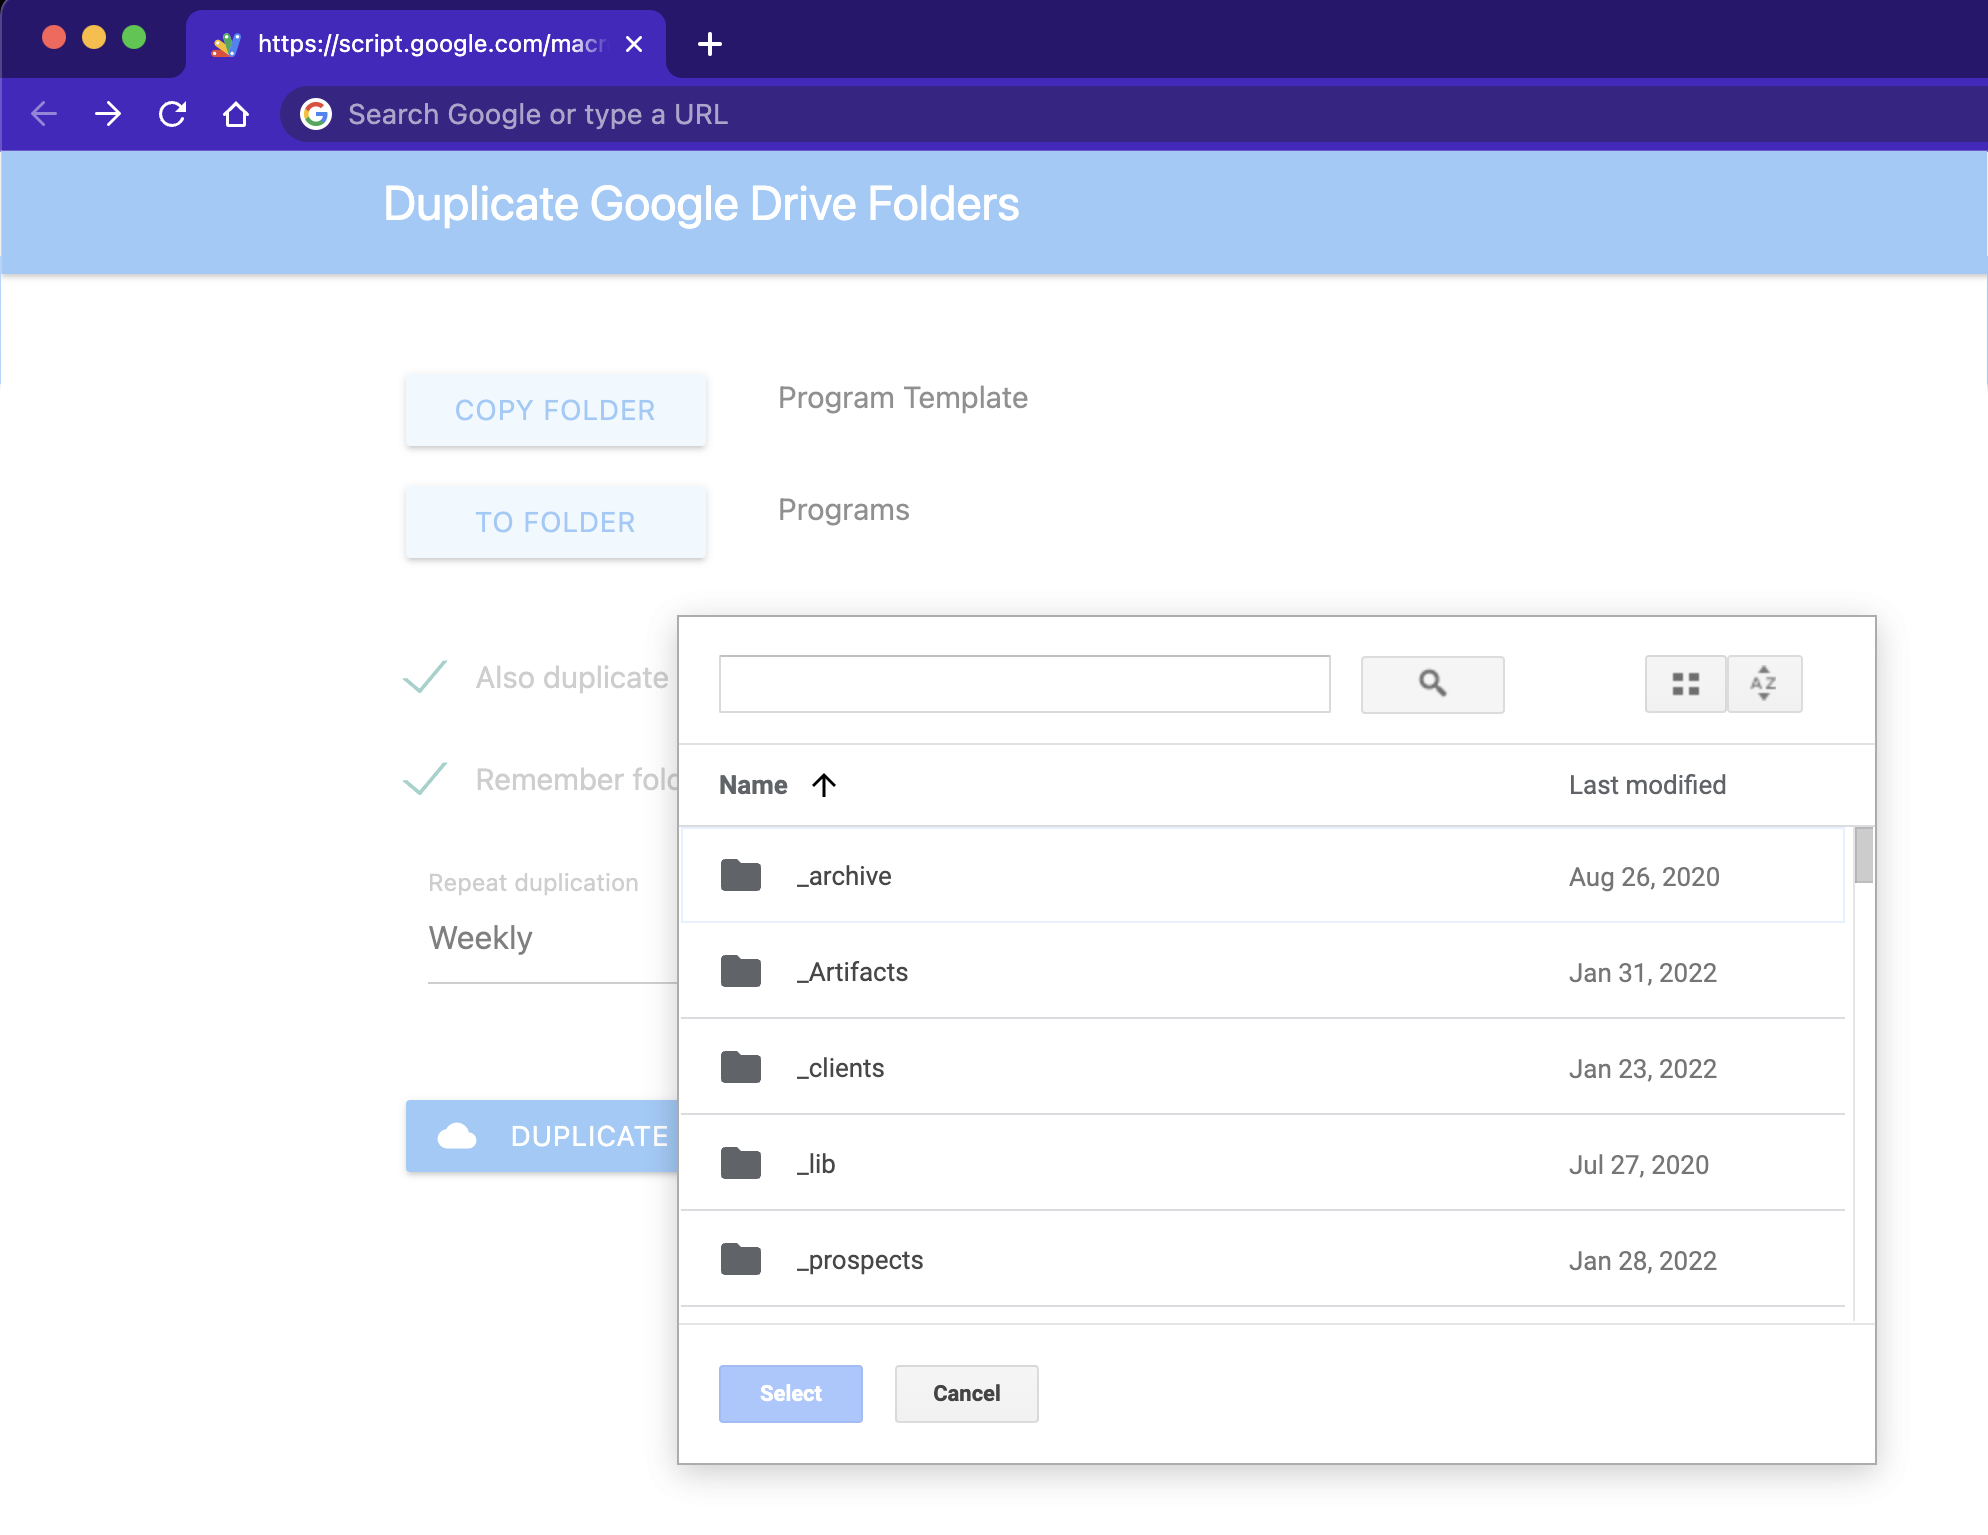 https://script.google.com/macr
Search Google or type a URL
Duplicate Google Drive Folders
COPY FOLDER
Program Template
TO FOLDER
Programs
Also duplicate
Remember fold
Repeat duplication
Weekly
DUPLICATE
AZ
Name
Last modified
_archive
Aug 26, 2020
_Artifacts
Jan 31, 2022
_clients
Jan 23, 2022
_lib
Jul 27, 2020
_prospects
Jan 28, 2022
Select
Cancel